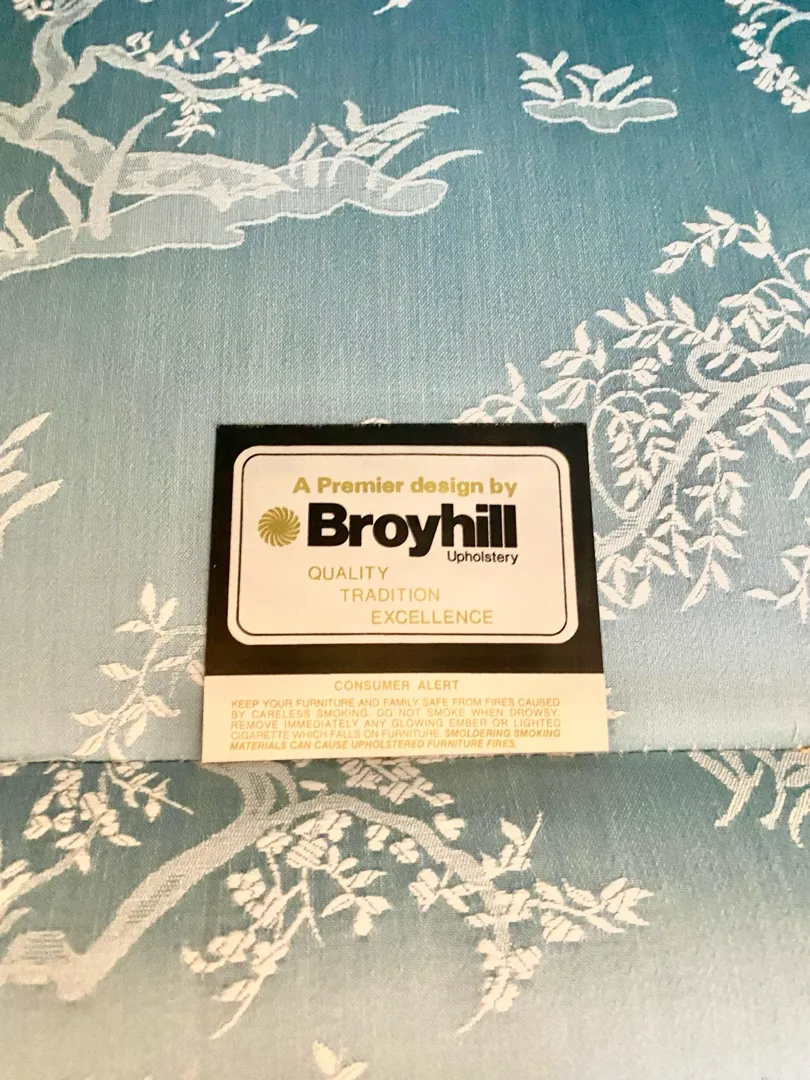 A Premier design by
Broyhill
Upholstery
QUALITY
TRADITION
EXCELLENCE
CONSUMER ALERT
KEEP YOUR FURNITURE AND FAMILY SAFE FROM FIRES CAUSED
BY CARELESS SMOKING. DO NOT SMOKE WHEN DROWSY.
REMOVE IMMEDIATELY ANY GLOWING EMBER OR LIGHTED
CIGARETTE WHICH FALLS ON FURNITURE. SMOLDERING SMOKING
MATERIALS CAN CAUSE UPHOLSTERED FURNITURE FIRES.